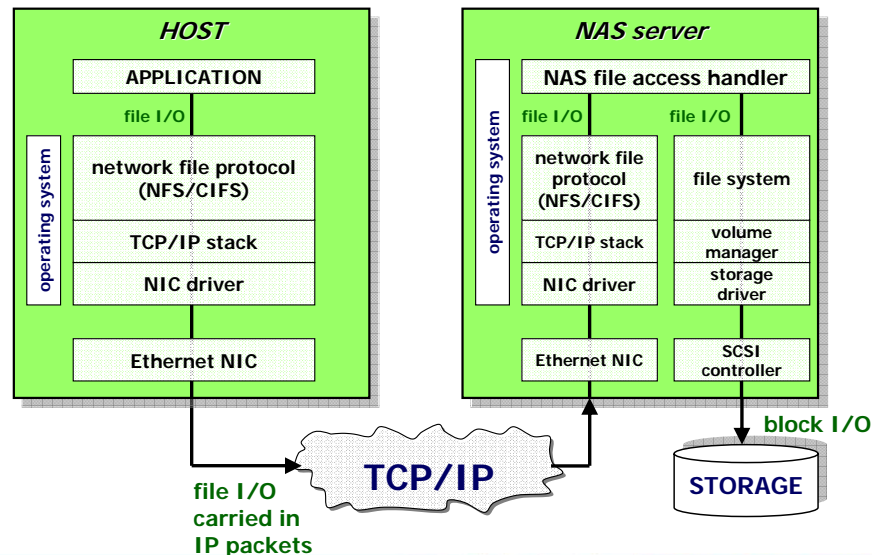 HOST
APPLICATION
file I/O
operating system
network file protocol
(NFS/CIFS)
TCP/IP stack
NIC driver
Ethernet NIC
file I/O
carried in
IP packets
TCP/IP
NAS server
NAS file access handler
operating system
file I/O
network file
protocol
(NFS/CIFS)
TCP/IP stack
NIC driver
Ethernet NIC
file I/O
file system
volume
manager
storage
driver
SCSI
controller
block I/O
STORAGE